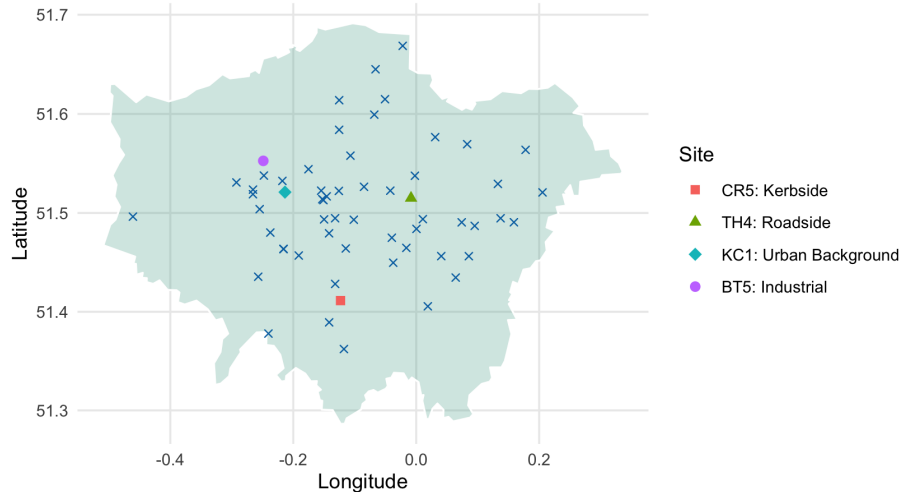 51.7
51.6
51.5
51.4
51.3
Latitude
-0.4 -0.2 0.0 0.2
Longitude
Site
CR5: Kerbside
TH4: Roadside
KC1: Urban Background
BT5: Industrial